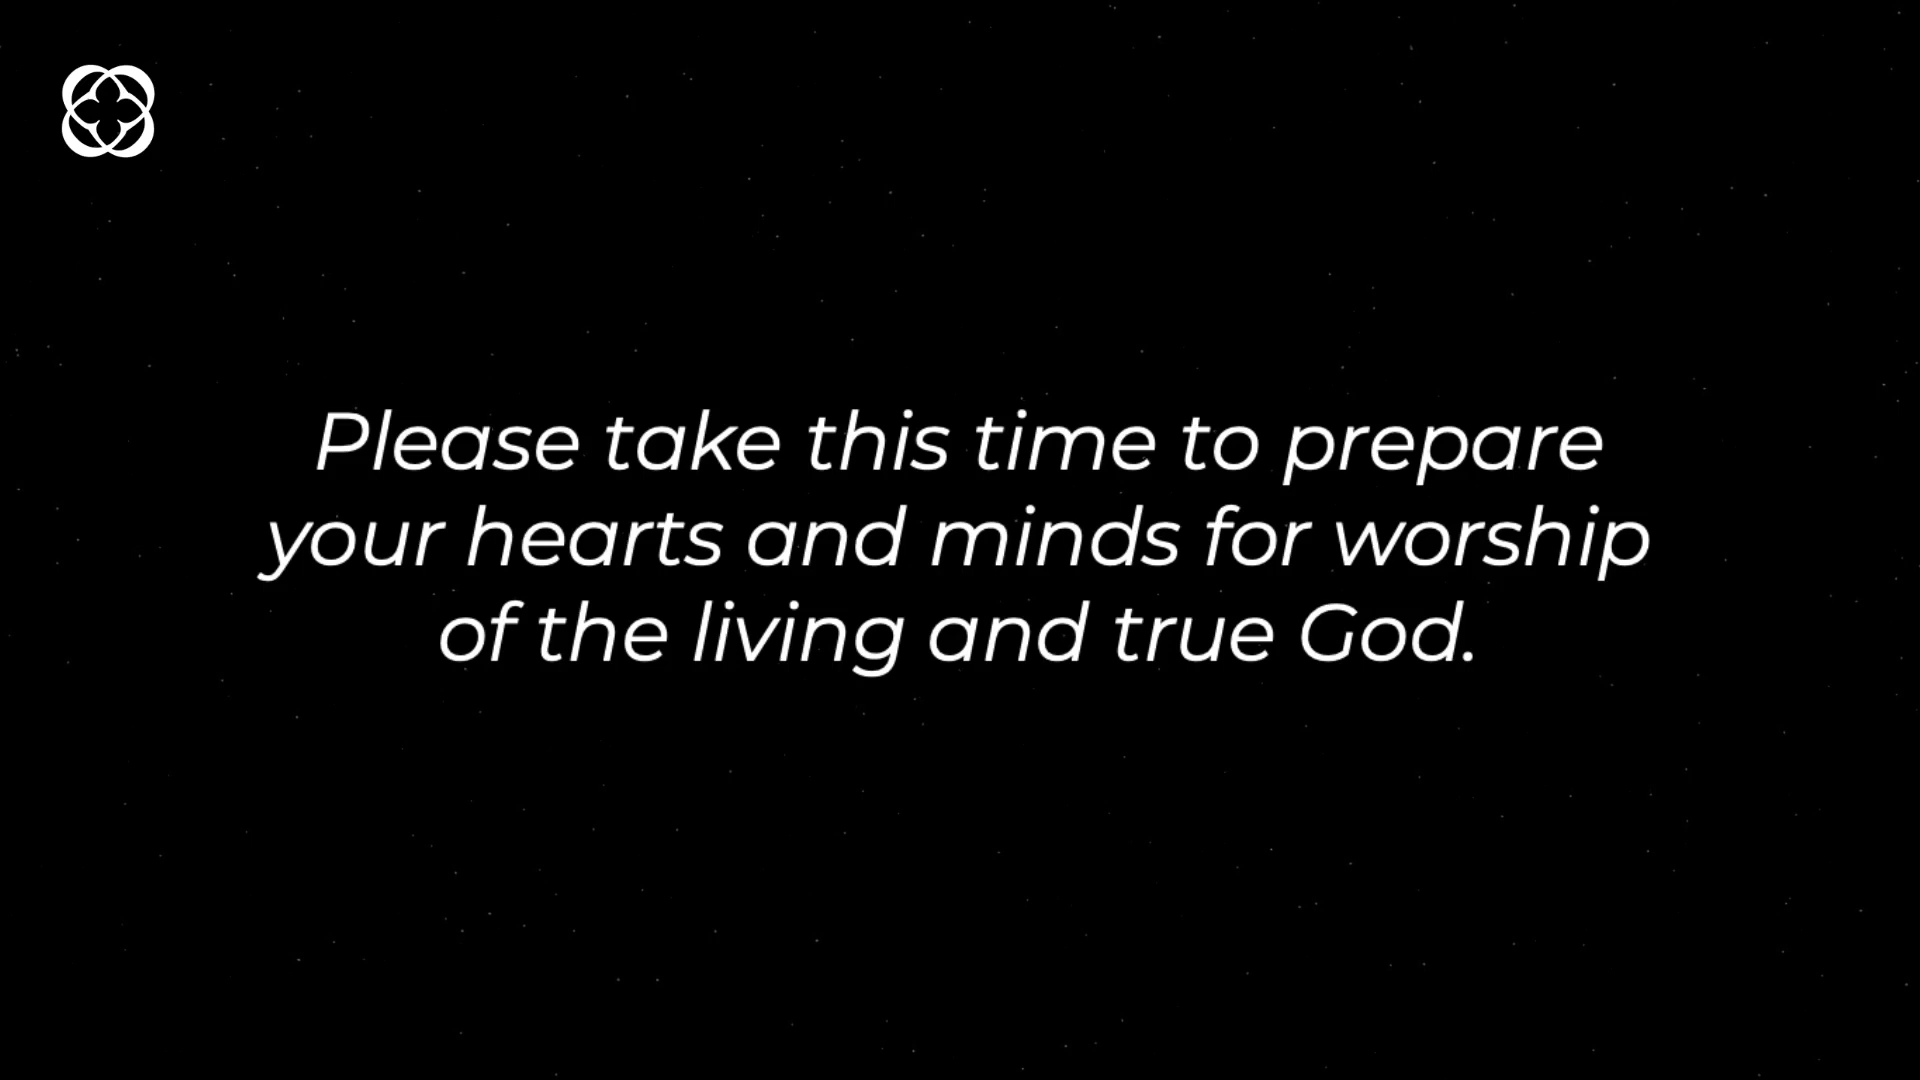 Please take this time to prepare
your hearts and minds for worship
of the living and true God.